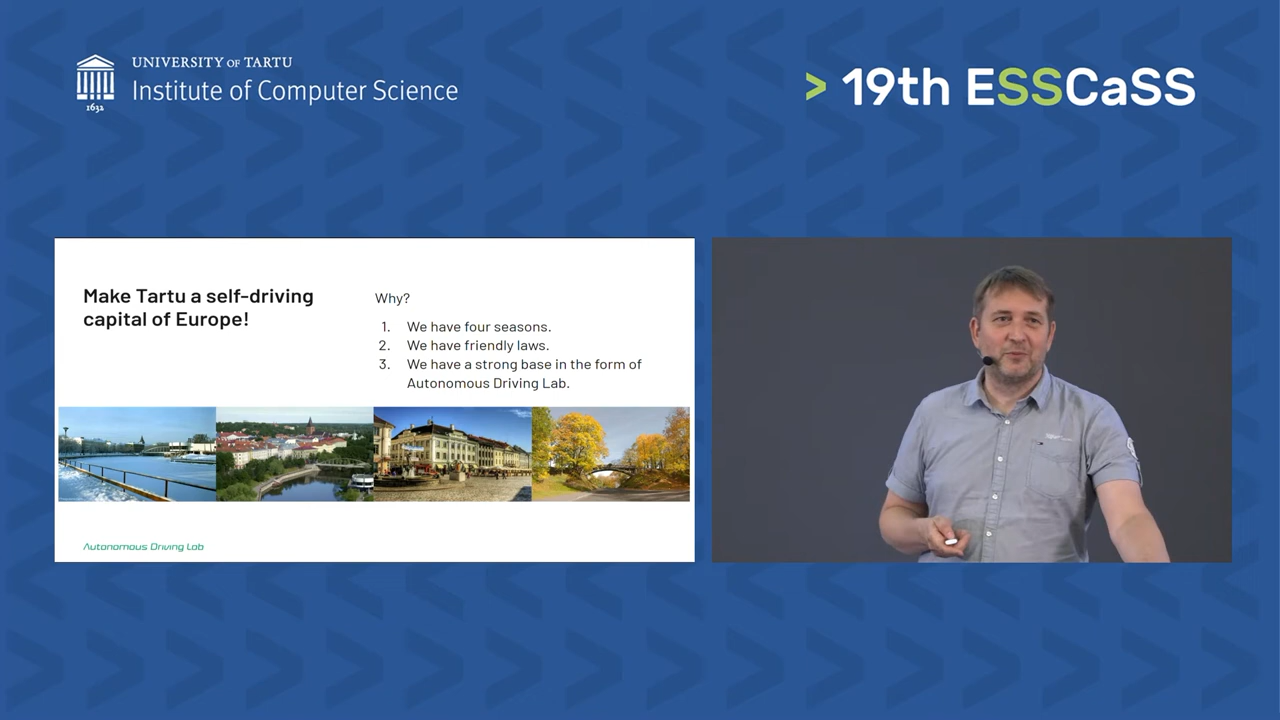 UNIVERSITY OF TARTU
Institute of Computer Science
1632
> 19th ESSCaSS
Make Tartu a self-driving
capital of Europe!
Why?
1. We have four seasons.
2. We have friendly laws.
3. We have a strong base in the form of
Autonomous Driving Lab.
Autonomous Driving Lab